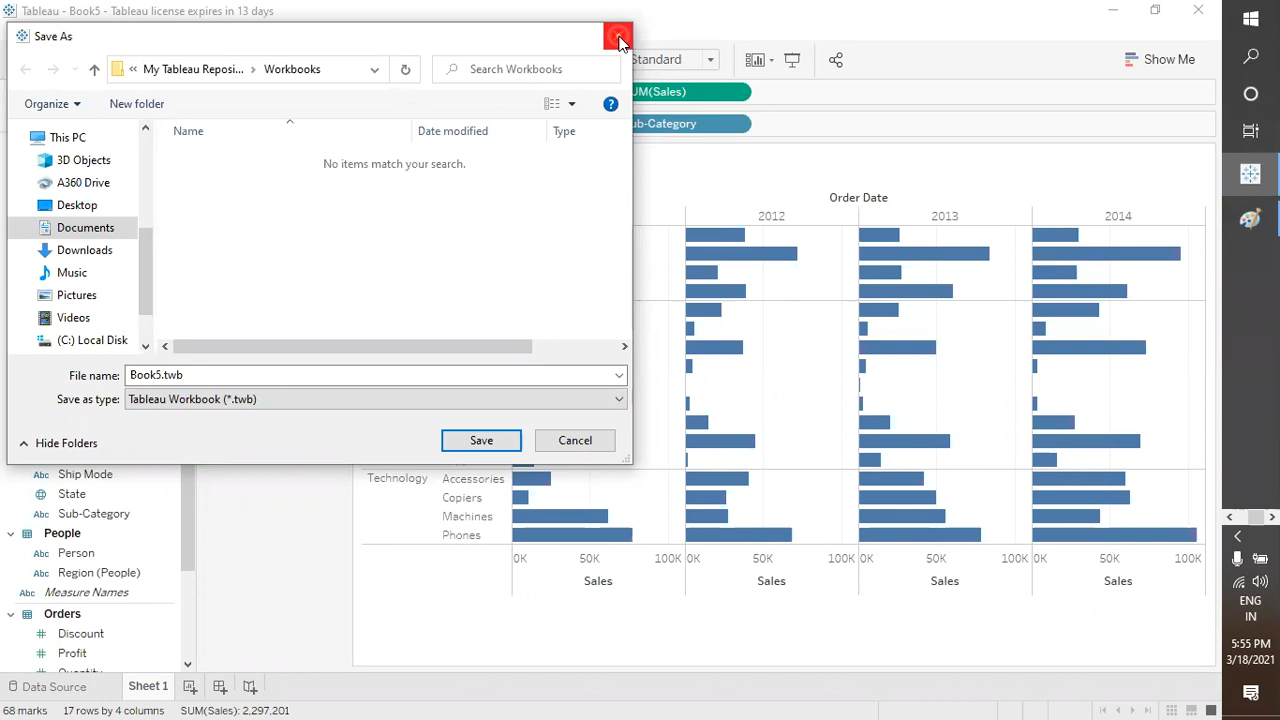 Tableau - Book5 - Tableau license expires in 13 days
Save As
My Tableau Reposi... > Workbooks
Search Workbooks
Standard
Show Me
Organize
New folder
SUM(Sales)
Sub-Category
Name
Date modified
Type
No items match your search.
This PC
3D Objects
A360 Drive
Desktop
Documents
Downloads
Music
Pictures
Videos
(C:) Local Disk
File name: Book5.twb
Save as type: Tableau Workbook (*.twb)
Hide Folders
Save
Cancel
Order Date
2012 2013 2014
Abc Ship Mode
State
Abc Sub-Category
People
Abc Person
Abc Region (People)
Abc Measure Names
Orders
# Discount
# Profit
Technology
Accessories
Copiers
Machines
Phones
0K 50K 100K 0K 50K 100K 0K 50K 100K 0K 50K 100K
Sales Sales Sales Sales
Data Source
Sheet 1
68 marks 17 rows by 4 columns SUM(Sales): 2,297,201
ENG
IN
5:55 PM
3/18/2021